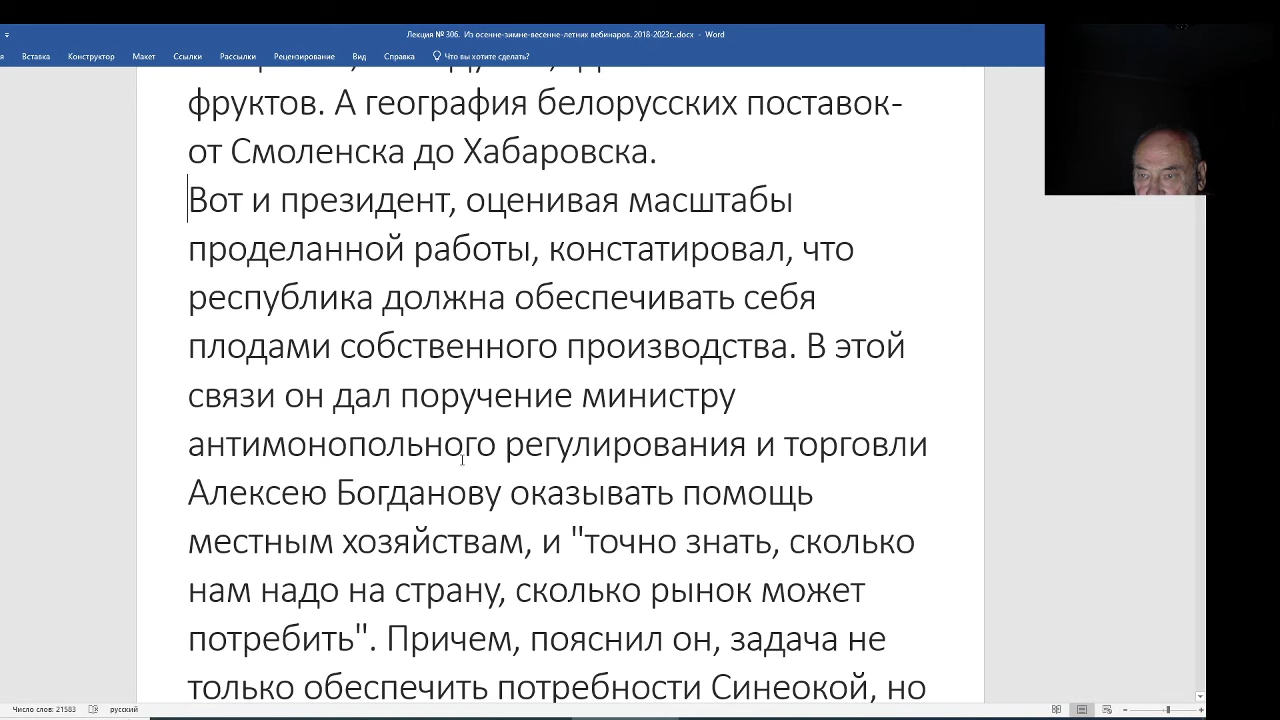 Лекция № 306. Из осенне-зимне-весенне-летних вебинаров. 2018-2023г..docx - Word
Вставка Конструктор Макет Ссылки Рассылки Рецензирование Вид Справка Что вы хотите сделать?
фруктов. А география белорусских поставок-
от Смоленска до Хабаровска.
Вот и президент, оценивая масштабы
проделанной работы, констатировал, что
республика должна обеспечивать себя
плодами собственного производства. В этой
связи он дал поручение министру
антимонопольного регулирования и торговли
Алексею Богданову оказывать помощь
местным хозяйствам, и "точно знать, сколько
нам надо на страну, сколько рынок может
потребить". Причем, пояснил он, задача не
только обеспечить потребности Синеокой, но
Число слов: 21583 русский